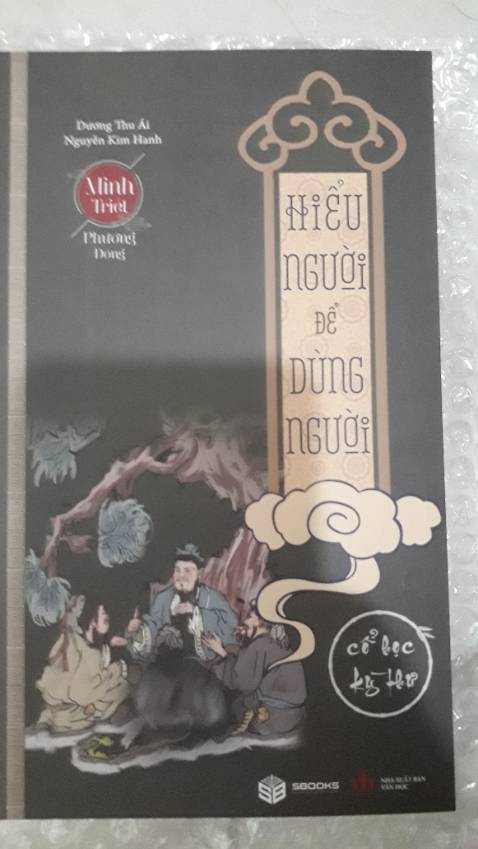 Dương Thu Ái
Nguyễn Kim Hanh
Minh
Triết
Phương
Đông
HIỂU
NGƯỜI
ĐỂ
DÙNG
NGƯỜI
cổ học
kỳ thư
SBOOKS
NHÀ XUẤT BẢN
VĂN HỌC